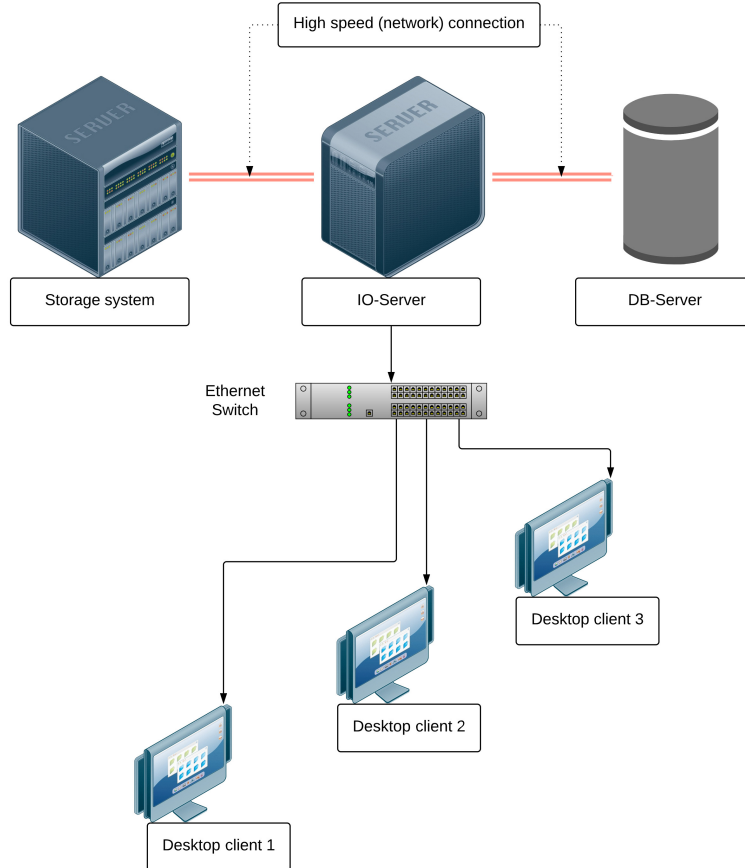 High speed (network) connection
SERVER
SERVER
Storage system
IO-Server
DB-Server
Ethernet
Switch
Desktop client 3
Desktop client 2
Desktop client 1